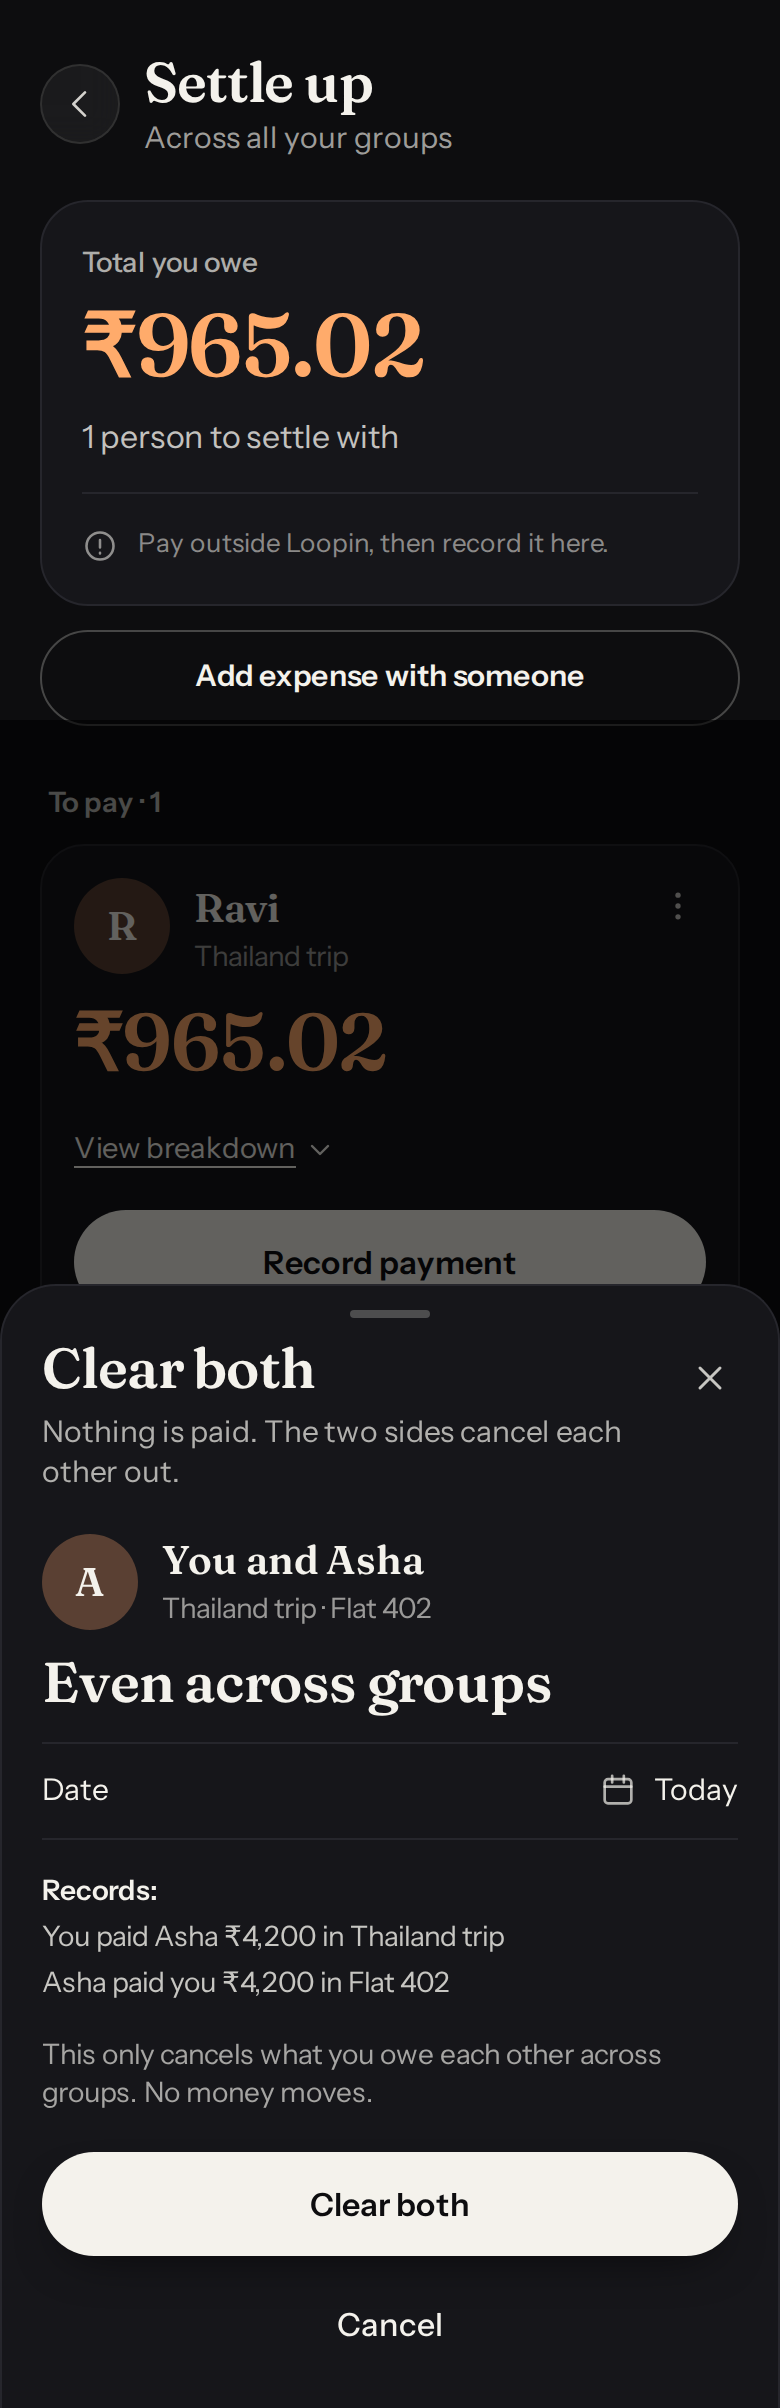 Settle up
Across all your groups
Total you owe
₹965.02
1 person to settle with
Pay outside Loopin, then record it here.
Add expense with someone
To pay · 1
R
Ravi
Thailand trip
₹965.02
View breakdown
Record payment
Clear both
Nothing is paid. The two sides cancel each
other out.
A
You and Asha
Thailand trip · Flat 402
Even across groups
Date
Today
Records:
You paid Asha ₹4,200 in Thailand trip
Asha paid you ₹4,200 in Flat 402
This only cancels what you owe each other across
groups. No money moves.
Clear both
Cancel